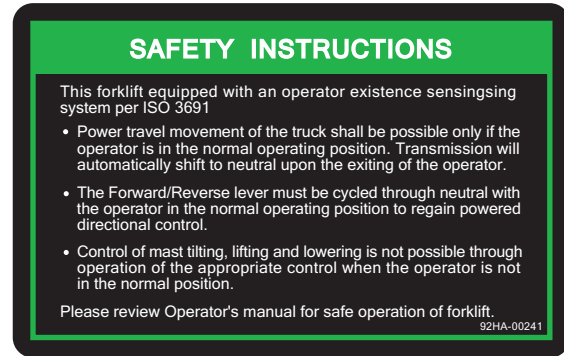 SAFETY INSTRUCTIONS
This forklift equipped with an operator existence sensingsing
system per ISO 3691
• Power travel movement of the truck shall be possible only if the
operator is in the normal operating position. Transmission will
automatically shift to neutral upon the exiting of the operator.
• The Forward/Reverse lever must be cycled through neutral with
the operator in the normal operating position to regain powered
directional control.
• Control of mast tilting, lifting and lowering is not possible through
operation of the appropriate control when the operator is not
in the normal position.
Please review Operator's manual for safe operation of forklift.
92HA-00241